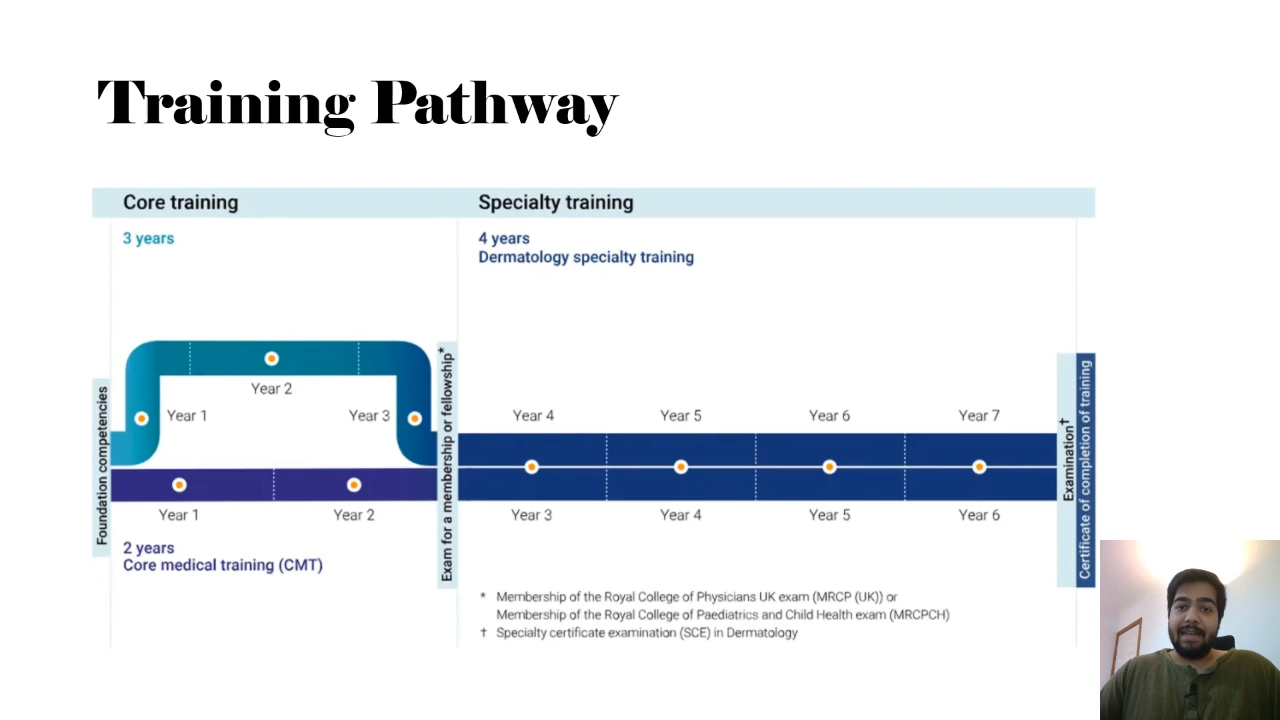 Training Pathway
Core training
Specialty training
3 years
4 years
Dermatology specialty training
Foundation competencies
Year 1
Year 2
Year 3
Year 1
Year 2
2 years
Core medical training (CMT)
Exam for a membership or fellowship*
Year 4
Year 5
Year 6
Year 7
Year 3
Year 4
Year 5
Year 6
Examination†
Certificate of completion of training
* Membership of the Royal College of Physicians UK exam (MRCP (UK)) or
Membership of the Royal College of Paediatrics and Child Health exam (MRCPCH)
† Specialty certificate examination (SCE) in Dermatology